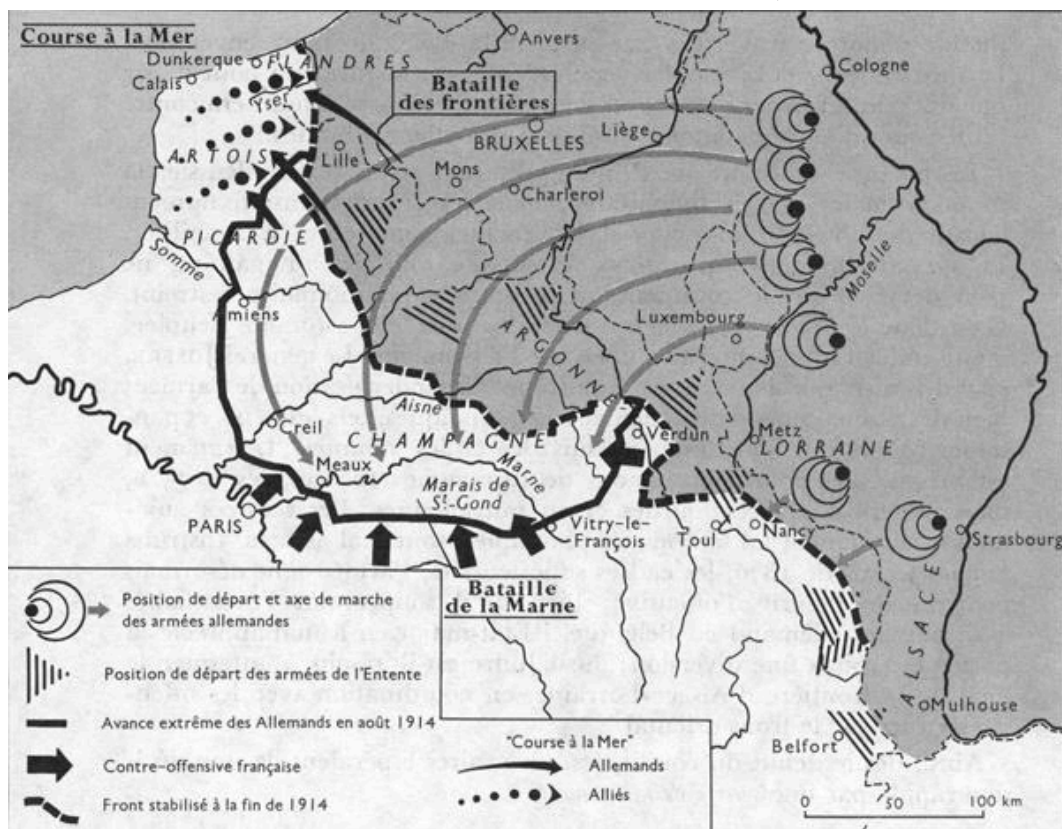 Course à la Mer
Anvers
Dunkerque
FLANDRES
Cologne
Calais
Yser
Bataille
des frontières
BRUXELLES
Liège
ARTOIS
Lille
Mons
Charleroi
PICARDIE
Somme
Moselle
Amiens
Luxembourg
ARGONNE
Aisne
Creil
CHAMPAGNE
Verdun
Metz
LORRAINE
Meaux
Marne
Marais de
St-Gond
PARIS
Vitry-le-
François
Toul
Nancy
Strasbourg
Bataille
de la Marne
ALSACE
Mulhouse
Belfort
Position de départ et axe de marche
des armées allemandes
Position de départ des armées de l'Entente
Avance extrême des Allemands en août 1914
Contre-offensive française
Front stabilisé à la fin de 1914
"Course à la Mer"
Allemands
Alliés
0 50 100 km